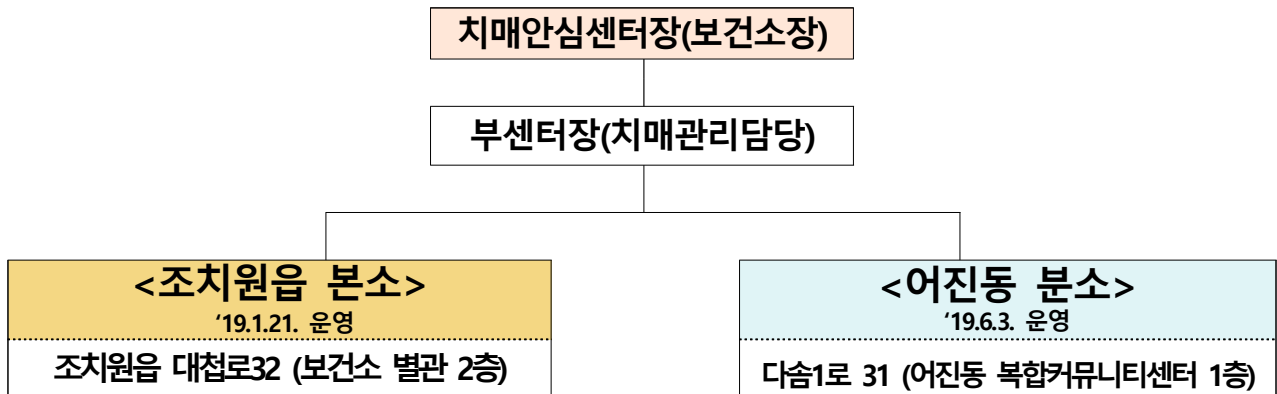 치매안심센터장(보건소장)
부센터장(치매관리담당)
<조치원읍 본소>
‘19.1.21. 운영
조치원읍 대첩로32 (보건소 별관 2층)
<어진동 분소>
‘19.6.3. 운영
다솜1로 31 (어진동 복합커뮤니티센터 1층)